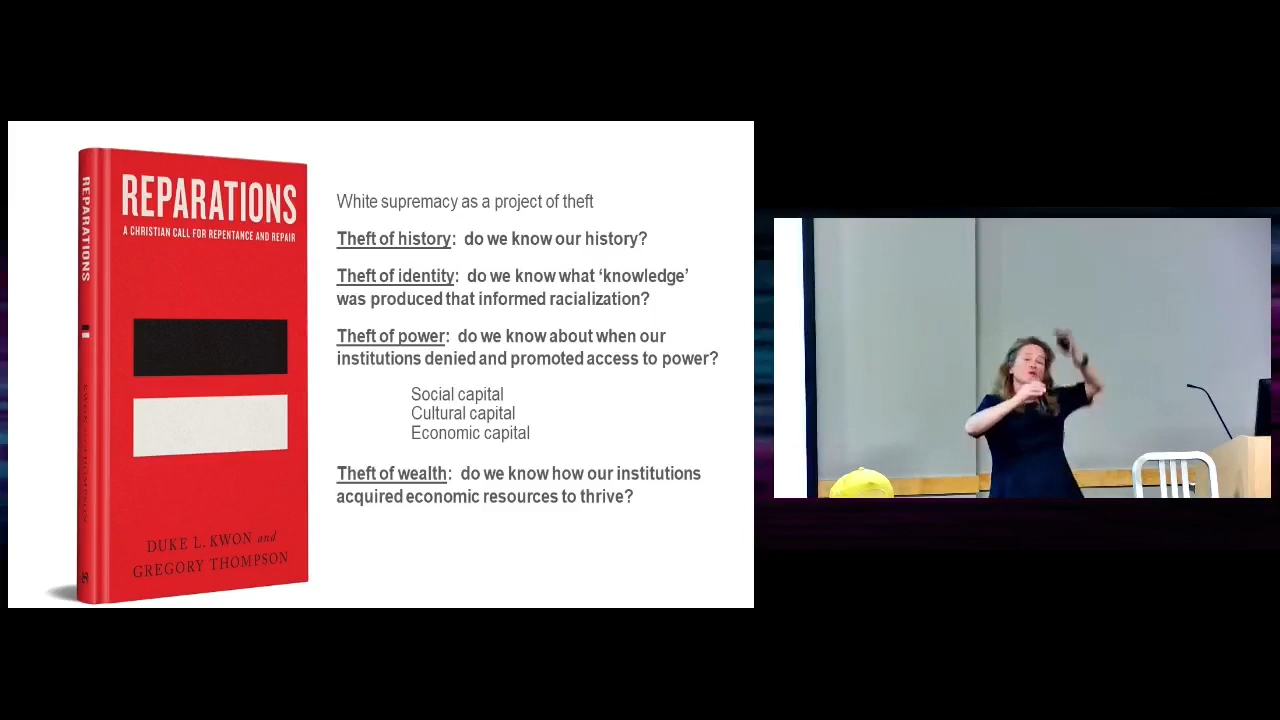 REPARATIONS
A CHRISTIAN CALL FOR REPENTANCE AND REPAIR
DUKE L. KWON and
GREGORY THOMPSON
REPARATIONS
White supremacy as a project of theft
Theft of history:  do we know our history?
Theft of identity:  do we know what ‘knowledge’
was produced that informed racialization?
Theft of power:  do we know about when our
institutions denied and promoted access to power?
Social capital
Cultural capital
Economic capital
Theft of wealth:  do we know how our institutions
acquired economic resources to thrive?